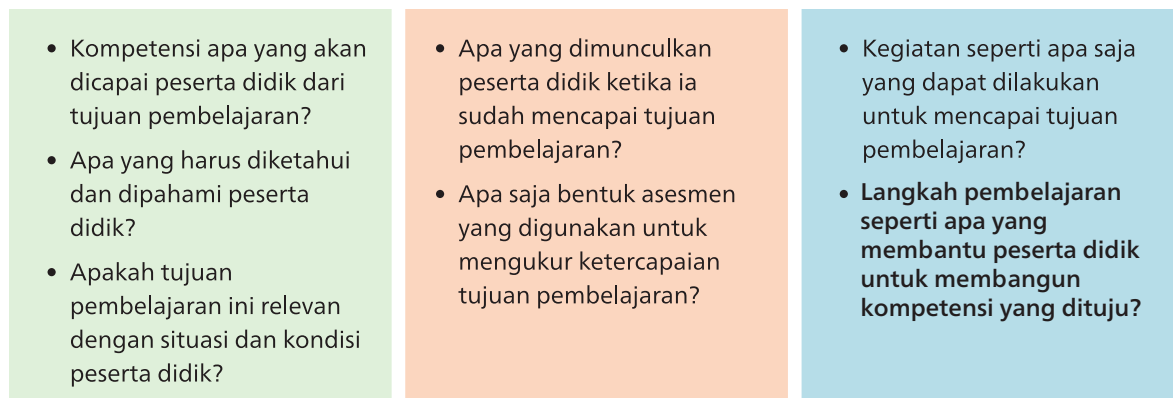 • Kompetensi apa yang akan
dicapai peserta didik dari
tujuan pembelajaran?
• Apa yang harus diketahui
dan dipahami peserta
didik?
• Apakah tujuan
pembelajaran ini relevan
dengan situasi dan kondisi
peserta didik?
• Apa yang dimunculkan
peserta didik ketika ia
sudah mencapai tujuan
pembelajaran?
• Apa saja bentuk asesmen
yang digunakan untuk
mengukur ketercapaian
tujuan pembelajaran?
• Kegiatan seperti apa saja
yang dapat dilakukan
untuk mencapai tujuan
pembelajaran?
• Langkah pembelajaran
seperti apa yang
membantu peserta didik
untuk membangun
kompetensi yang dituju?